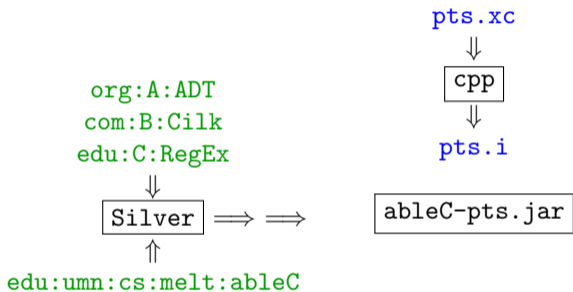 pts.xc
cpp
pts.i
org:A:ADT
com:B:Cilk
edu:C:RegEx
Silver
ableC-pts.jar
edu:umn:cs:melt:ableC